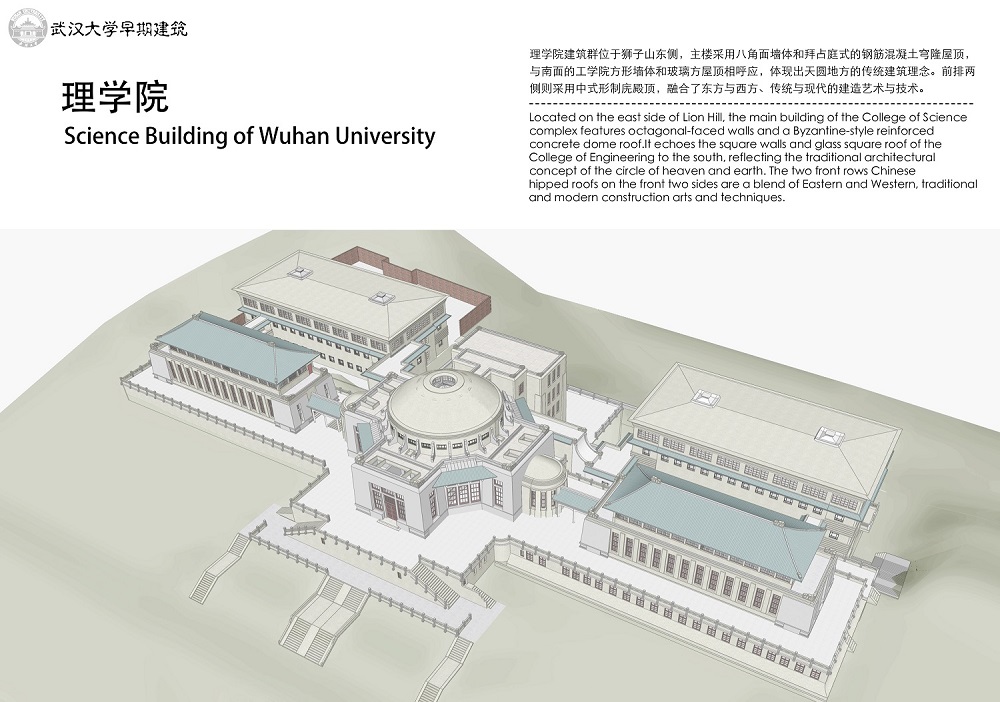 武汉大学早期建筑
理学院
Science Building of Wuhan University
理学院建筑群位于狮子山东侧，主楼采用八角面墙体和拜占庭式的钢筋混凝土穹隆屋顶，
与南面的工学院方形墙体和玻璃方屋顶相呼应，体现出天圆地方的传统建筑理念。前排两
侧则采用中式形制庑殿顶，融合了东方与西方、传统与现代的建造艺术与技术。
Located on the east side of Lion Hill, the main building of the College of Science
complex features octagonal-faced walls and a Byzantine-style reinforced
concrete dome roof.It echoes the square walls and glass square roof of the
College of Engineering to the south, reflecting the traditional architectural
concept of the circle of heaven and earth. The two front rows Chinese
hipped roofs on the front two sides are a blend of Eastern and Western, traditional
and modern construction arts and techniques.